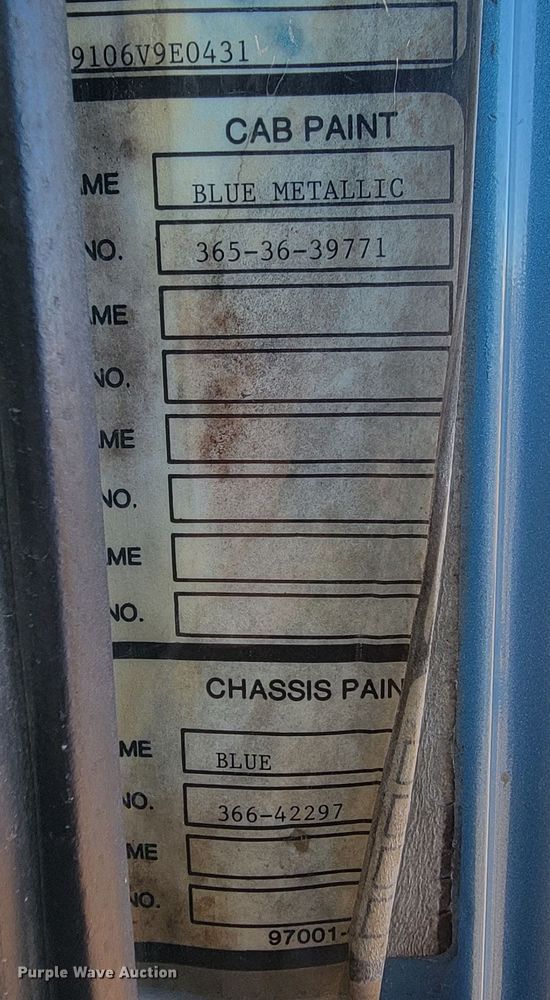 9106V9E0431
CAB PAINT
ME BLUE METALLIC
NO. 365-36-39771
ME
NO.
ME
NO.
ME
NO.
CHASSIS PAIN
ME BLUE
NO. 366-42297
ME
NO.
97001-
Purple Wave Auction